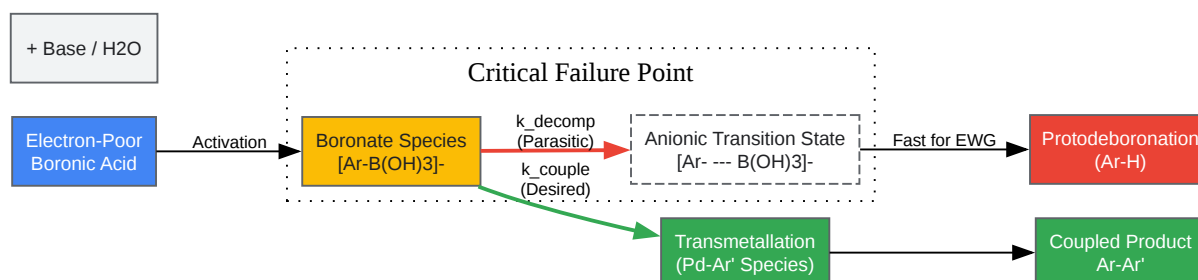 + Base / H2O
Critical Failure Point
Electron-Poor
Boronic Acid
Activation
Boronate Species
[Ar-B(OH)3]-
k_decomp
(Parasitic)
k_couple
(Desired)
Anionic Transition State
[Ar- --- B(OH)3]-
Fast for EWG
Protodeboronation
(Ar-H)
Transmetallation
(Pd-Ar' Species)
Coupled Product
Ar-Ar'